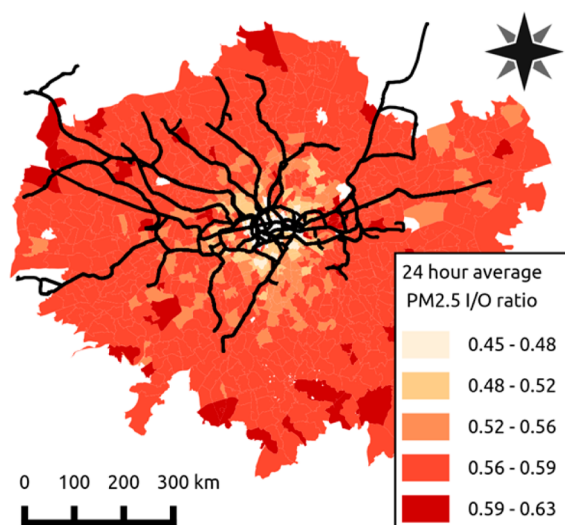 24 hour average
PM2.5 I/O ratio
0.45 - 0.48
0.48 - 0.52
0.52 - 0.56
0.56 - 0.59
0.59 - 0.63
0 100 200 300 km